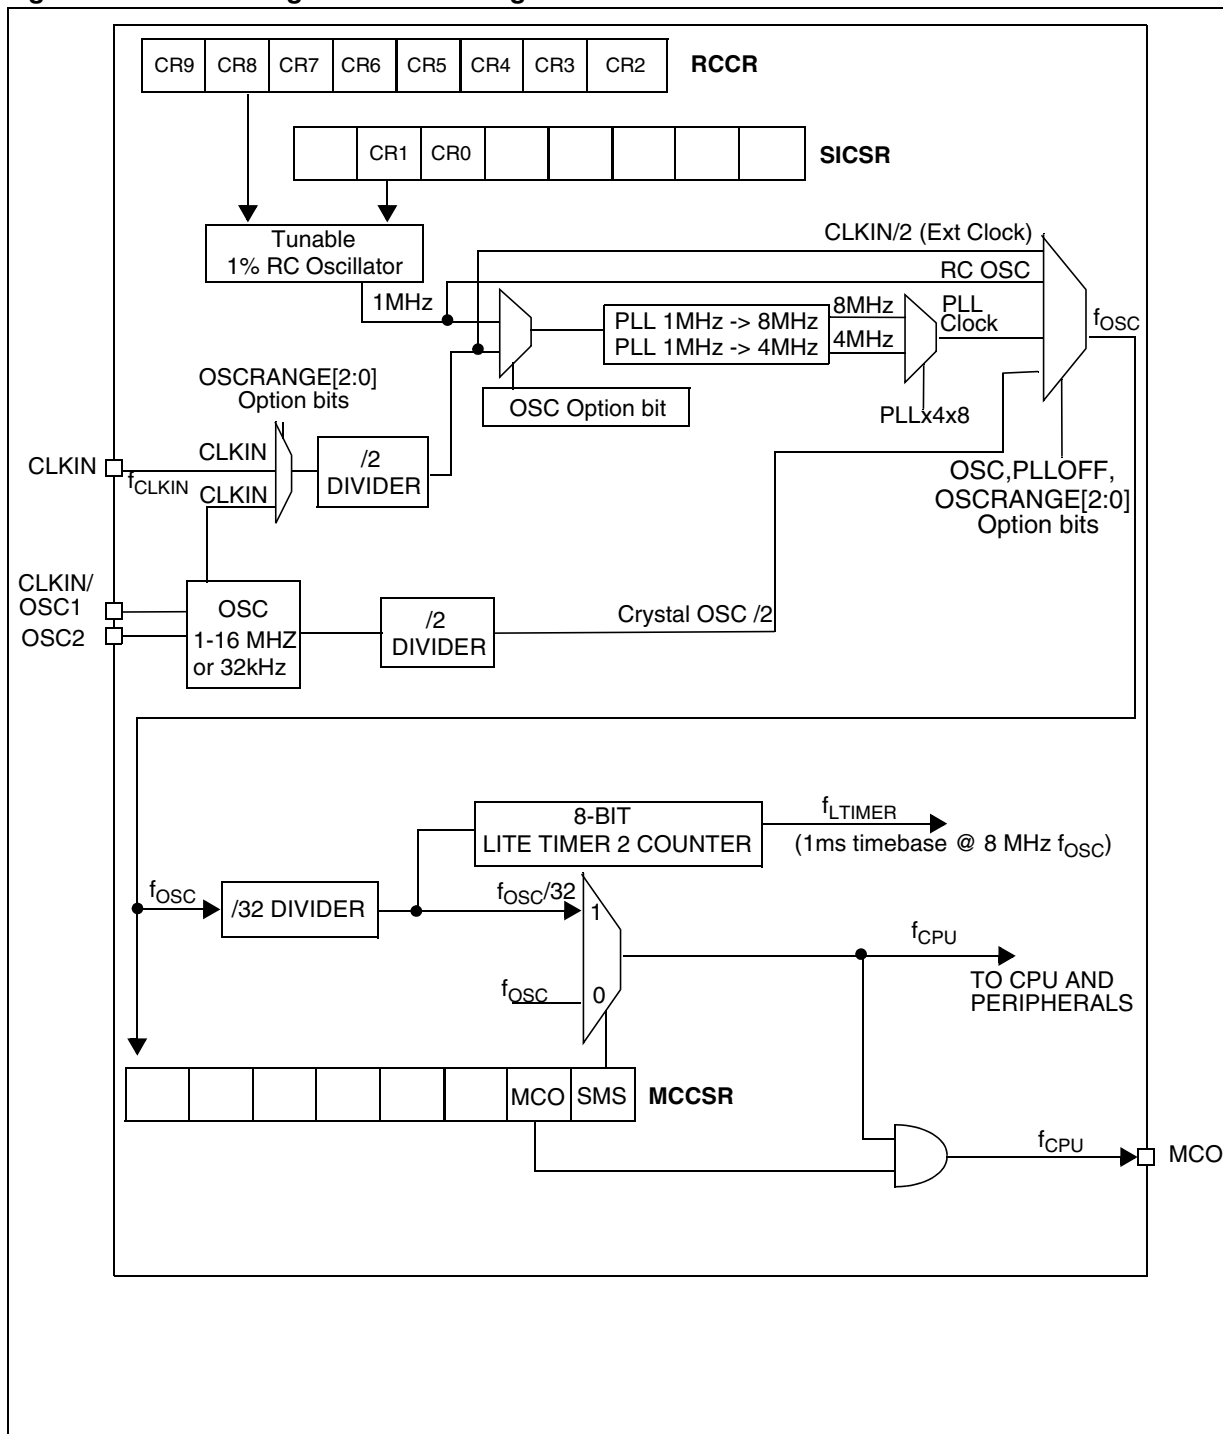 CR9 CR8 CR7 CR6 CR5 CR4 CR3 CR2 RCCR
CR1 CR0 SICSR
Tunable
1% RC Oscillator
CLKIN/2 (Ext Clock)
RC OSC
1MHz
PLL 1MHz -> 8MHz
PLL 1MHz -> 4MHz
8MHz
4MHz
PLL
Clock
fOSC
OSCRANGE[2:0]
Option bits
OSC Option bit
PLLx4x8
CLKIN
fCLKIN
CLKIN
CLKIN
/2
DIVIDER
OSC,PLLOFF,
OSCRANGE[2:0]
Option bits
CLKIN/
OSC1
OSC2
OSC
1-16 MHZ
or 32kHz
/2
DIVIDER
Crystal OSC /2
8-BIT
LITE TIMER 2 COUNTER
fLTIMER
(1ms timebase @ 8 MHz fOSC)
fOSC
/32 DIVIDER
fOSC/32
1
fOSC
0
fCPU
TO CPU AND
PERIPHERALS
MCO SMS MCCSR
fCPU
MCO